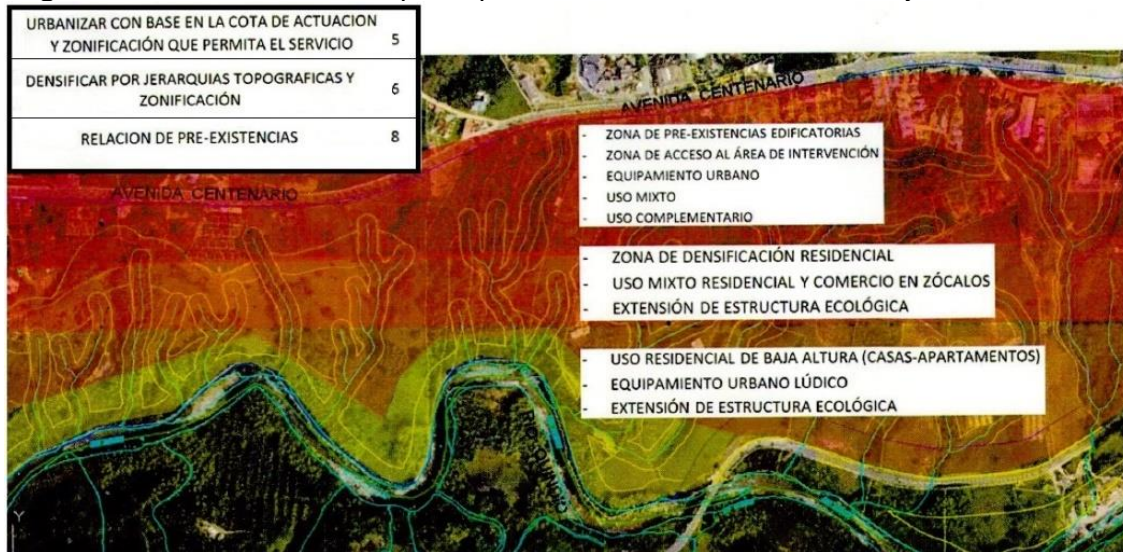 URBANIZAR CON BASE EN LA COTA DE ACTUACION
Y ZONIFICACIÓN QUE PERMITA EL SERVICIO 5
DENSIFICAR POR JERARQUIAS TOPOGRAFICAS Y
ZONIFICACIÓN 6
RELACION DE PRE-EXISTENCIAS 8
AVENIDA CENTENARIO
AVENIDA CENTENARIO
- ZONA DE PRE-EXISTENCIAS EDIFICATORIAS
- ZONA DE ACCESO AL ÁREA DE INTERVENCIÓN
- EQUIPAMIENTO URBANO
- USO MIXTO
- USO COMPLEMENTARIO
- ZONA DE DENSIFICACIÓN RESIDENCIAL
- USO MIXTO RESIDENCIAL Y COMERCIO EN ZÓCALOS
- EXTENSIÓN DE ESTRUCTURA ECOLÓGICA
- USO RESIDENCIAL DE BAJA ALTURA (CASAS-APARTAMENTOS)
- EQUIPAMIENTO URBANO LÚDICO
- EXTENSIÓN DE ESTRUCTURA ECOLÓGICA
Y